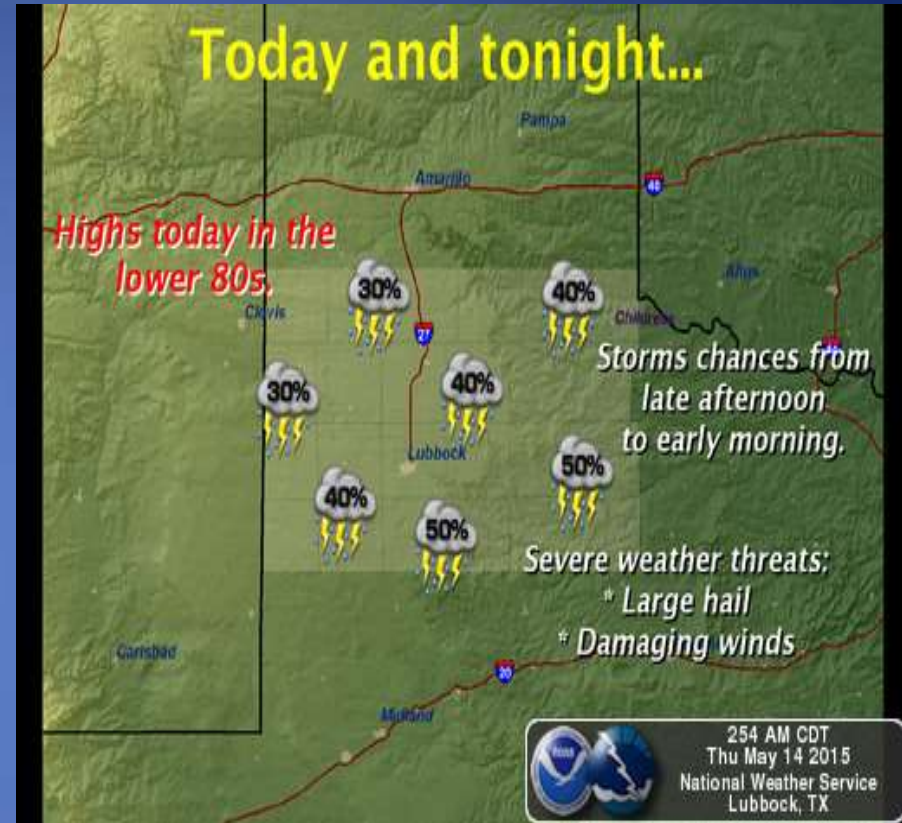 Today and tonight...
Pampa
Amarillo
40
Highs today in the
lower 80s.
30%
40%
Altus
Clovis
Childress
27
44
Storms chances from
late afternoon
to early morning.
30%
40%
Lubbock
50%
40%
50%
Severe weather threats:
* Large hail
* Damaging winds
Carlsbad
20
Midland
254 AM CDT
Thu May 14 2015
National Weather Service
Lubbock, TX
noaa